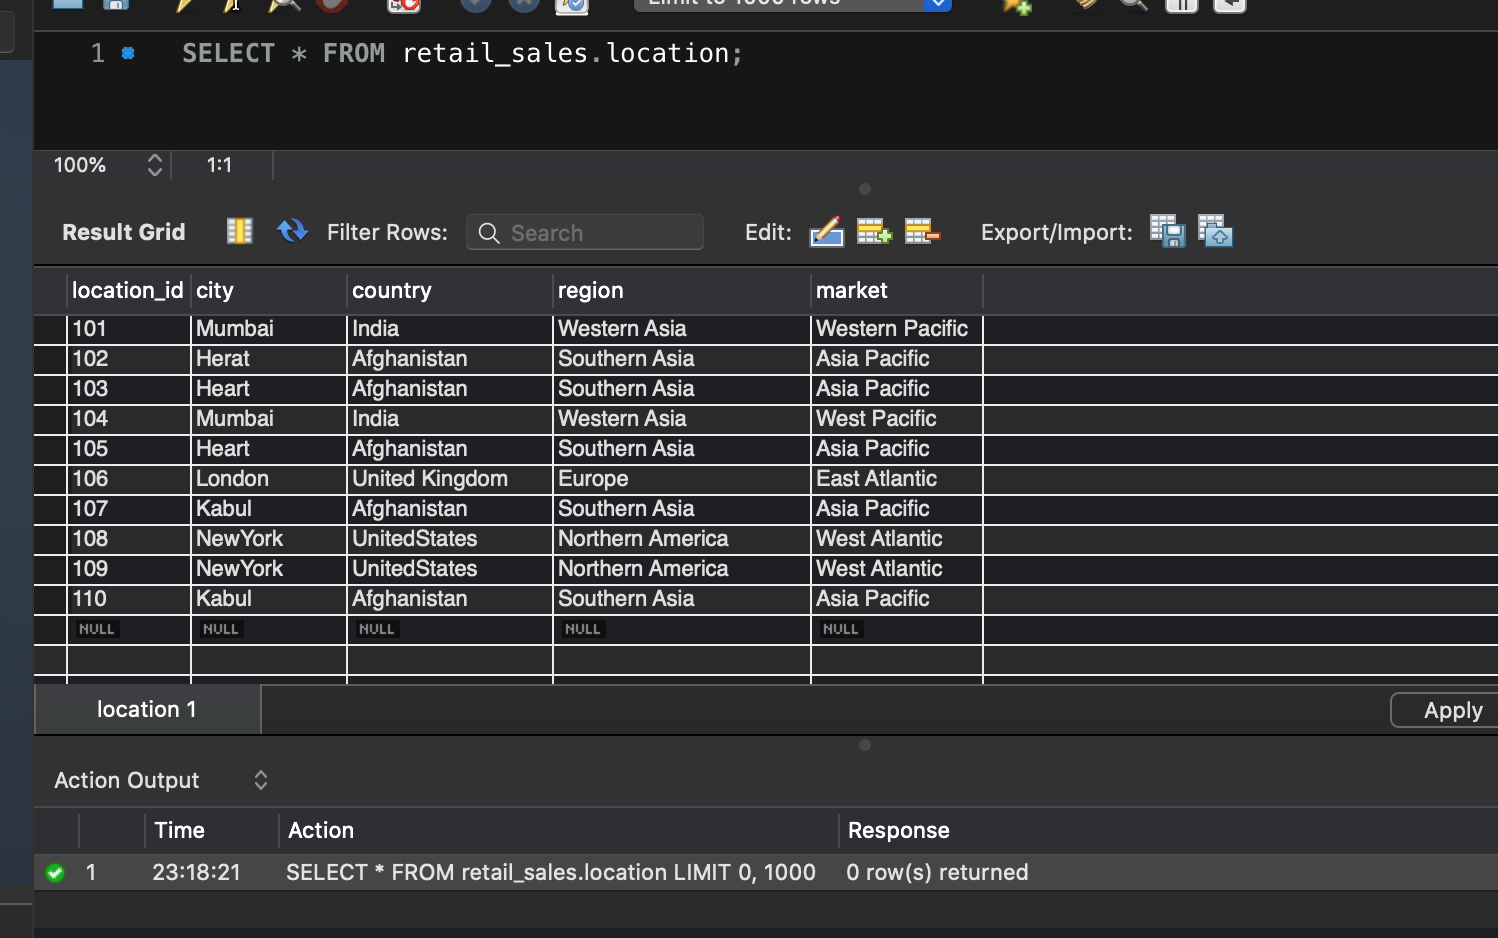 Limit to 1000 rows
1 SELECT * FROM retail_sales.location;
100% 1:1
Result Grid Filter Rows: Search Edit: Export/Import:
location_id city country region market
101 Mumbai India Western Asia Western Pacific
102 Herat Afghanistan Southern Asia Asia Pacific
103 Heart Afghanistan Southern Asia Asia Pacific
104 Mumbai India Western Asia West Pacific
105 Heart Afghanistan Southern Asia Asia Pacific
106 London United Kingdom Europe East Atlantic
107 Kabul Afghanistan Southern Asia Asia Pacific
108 NewYork UnitedStates Northern America West Atlantic
109 NewYork UnitedStates Northern America West Atlantic
110 Kabul Afghanistan Southern Asia Asia Pacific
NULL NULL NULL NULL NULL
location 1 Apply
Action Output
Time Action Response
1 23:18:21 SELECT * FROM retail_sales.location LIMIT 0, 1000 0 row(s) returned